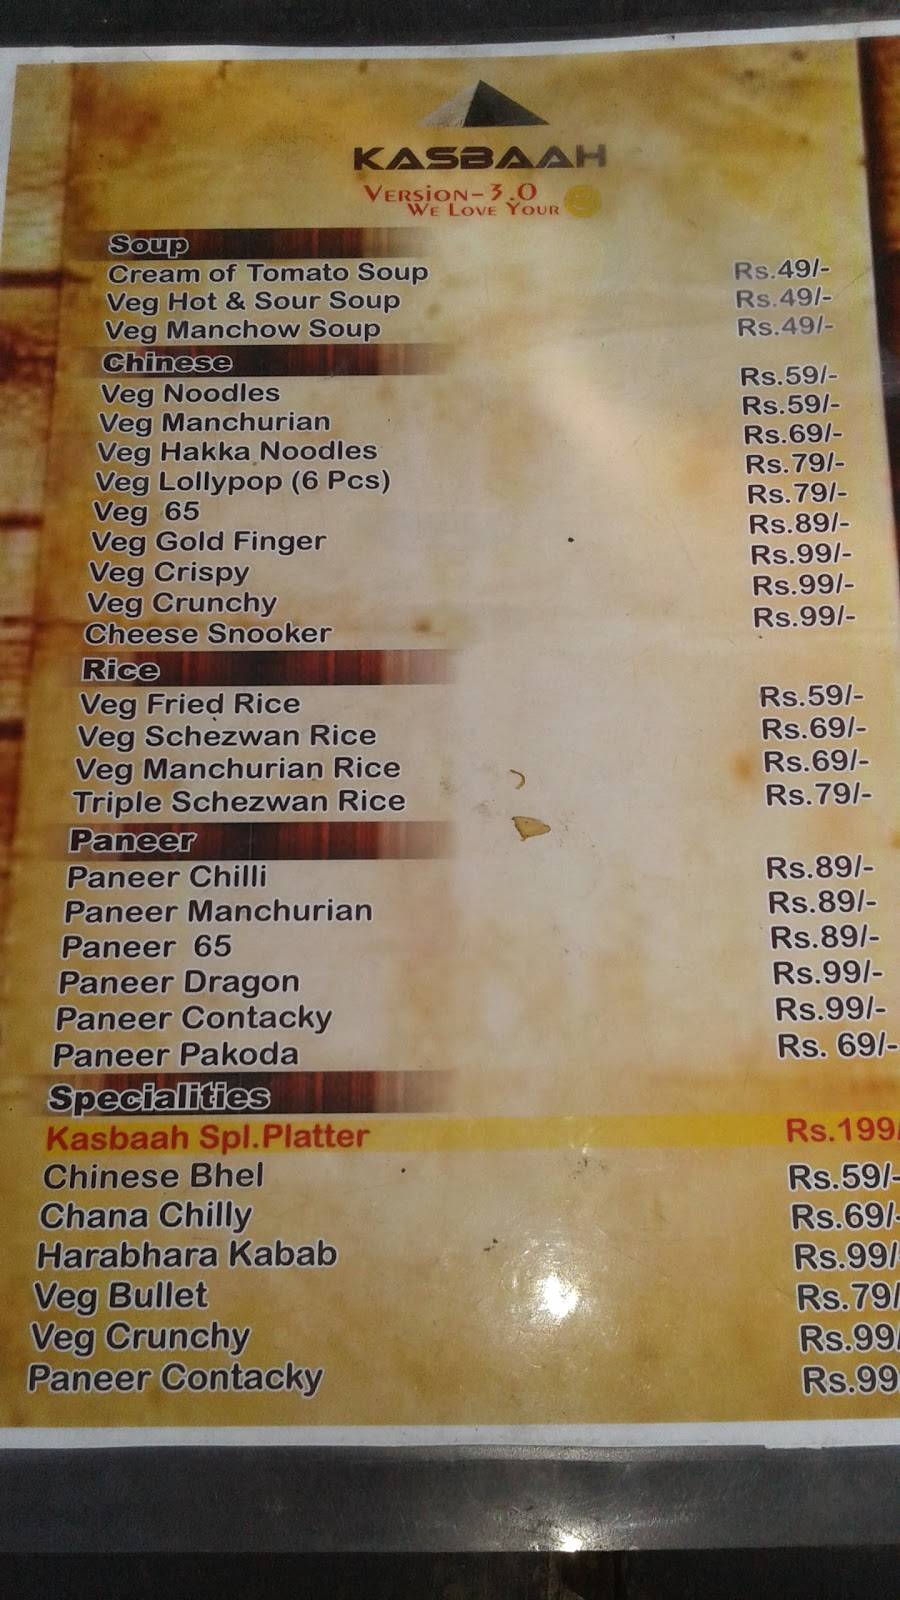 KASBAAH
VERSION-3.0
WE LOVE YOUR
Soup
Cream of Tomato Soup Rs.49/-
Veg Hot & Sour Soup Rs.49/-
Veg Manchow Soup Rs.49/-
Chinese
Veg Noodles Rs.59/-
Veg Manchurian Rs.59/-
Veg Hakka Noodles Rs.69/-
Veg Lollypop (6 Pcs) Rs.79/-
Veg 65 Rs.79/-
Veg Gold Finger Rs.89/-
Veg Crispy Rs.99/-
Veg Crunchy Rs.99/-
Cheese Snooker Rs.99/-
Rice
Veg Fried Rice Rs.59/-
Veg Schezwan Rice Rs.69/-
Veg Manchurian Rice Rs.69/-
Triple Schezwan Rice Rs.79/-
Paneer
Paneer Chilli Rs.89/-
Paneer Manchurian Rs.89/-
Paneer 65 Rs.89/-
Paneer Dragon Rs.99/-
Paneer Contacky Rs.99/-
Paneer Pakoda Rs. 69/-
Specialities
Kasbaah Spl.Platter Rs.199/
Chinese Bhel Rs.59/-
Chana Chilly Rs.69/-
Harabhara Kabab Rs.99/
Veg Bullet Rs.79/
Veg Crunchy Rs.99/
Paneer Contacky Rs.99